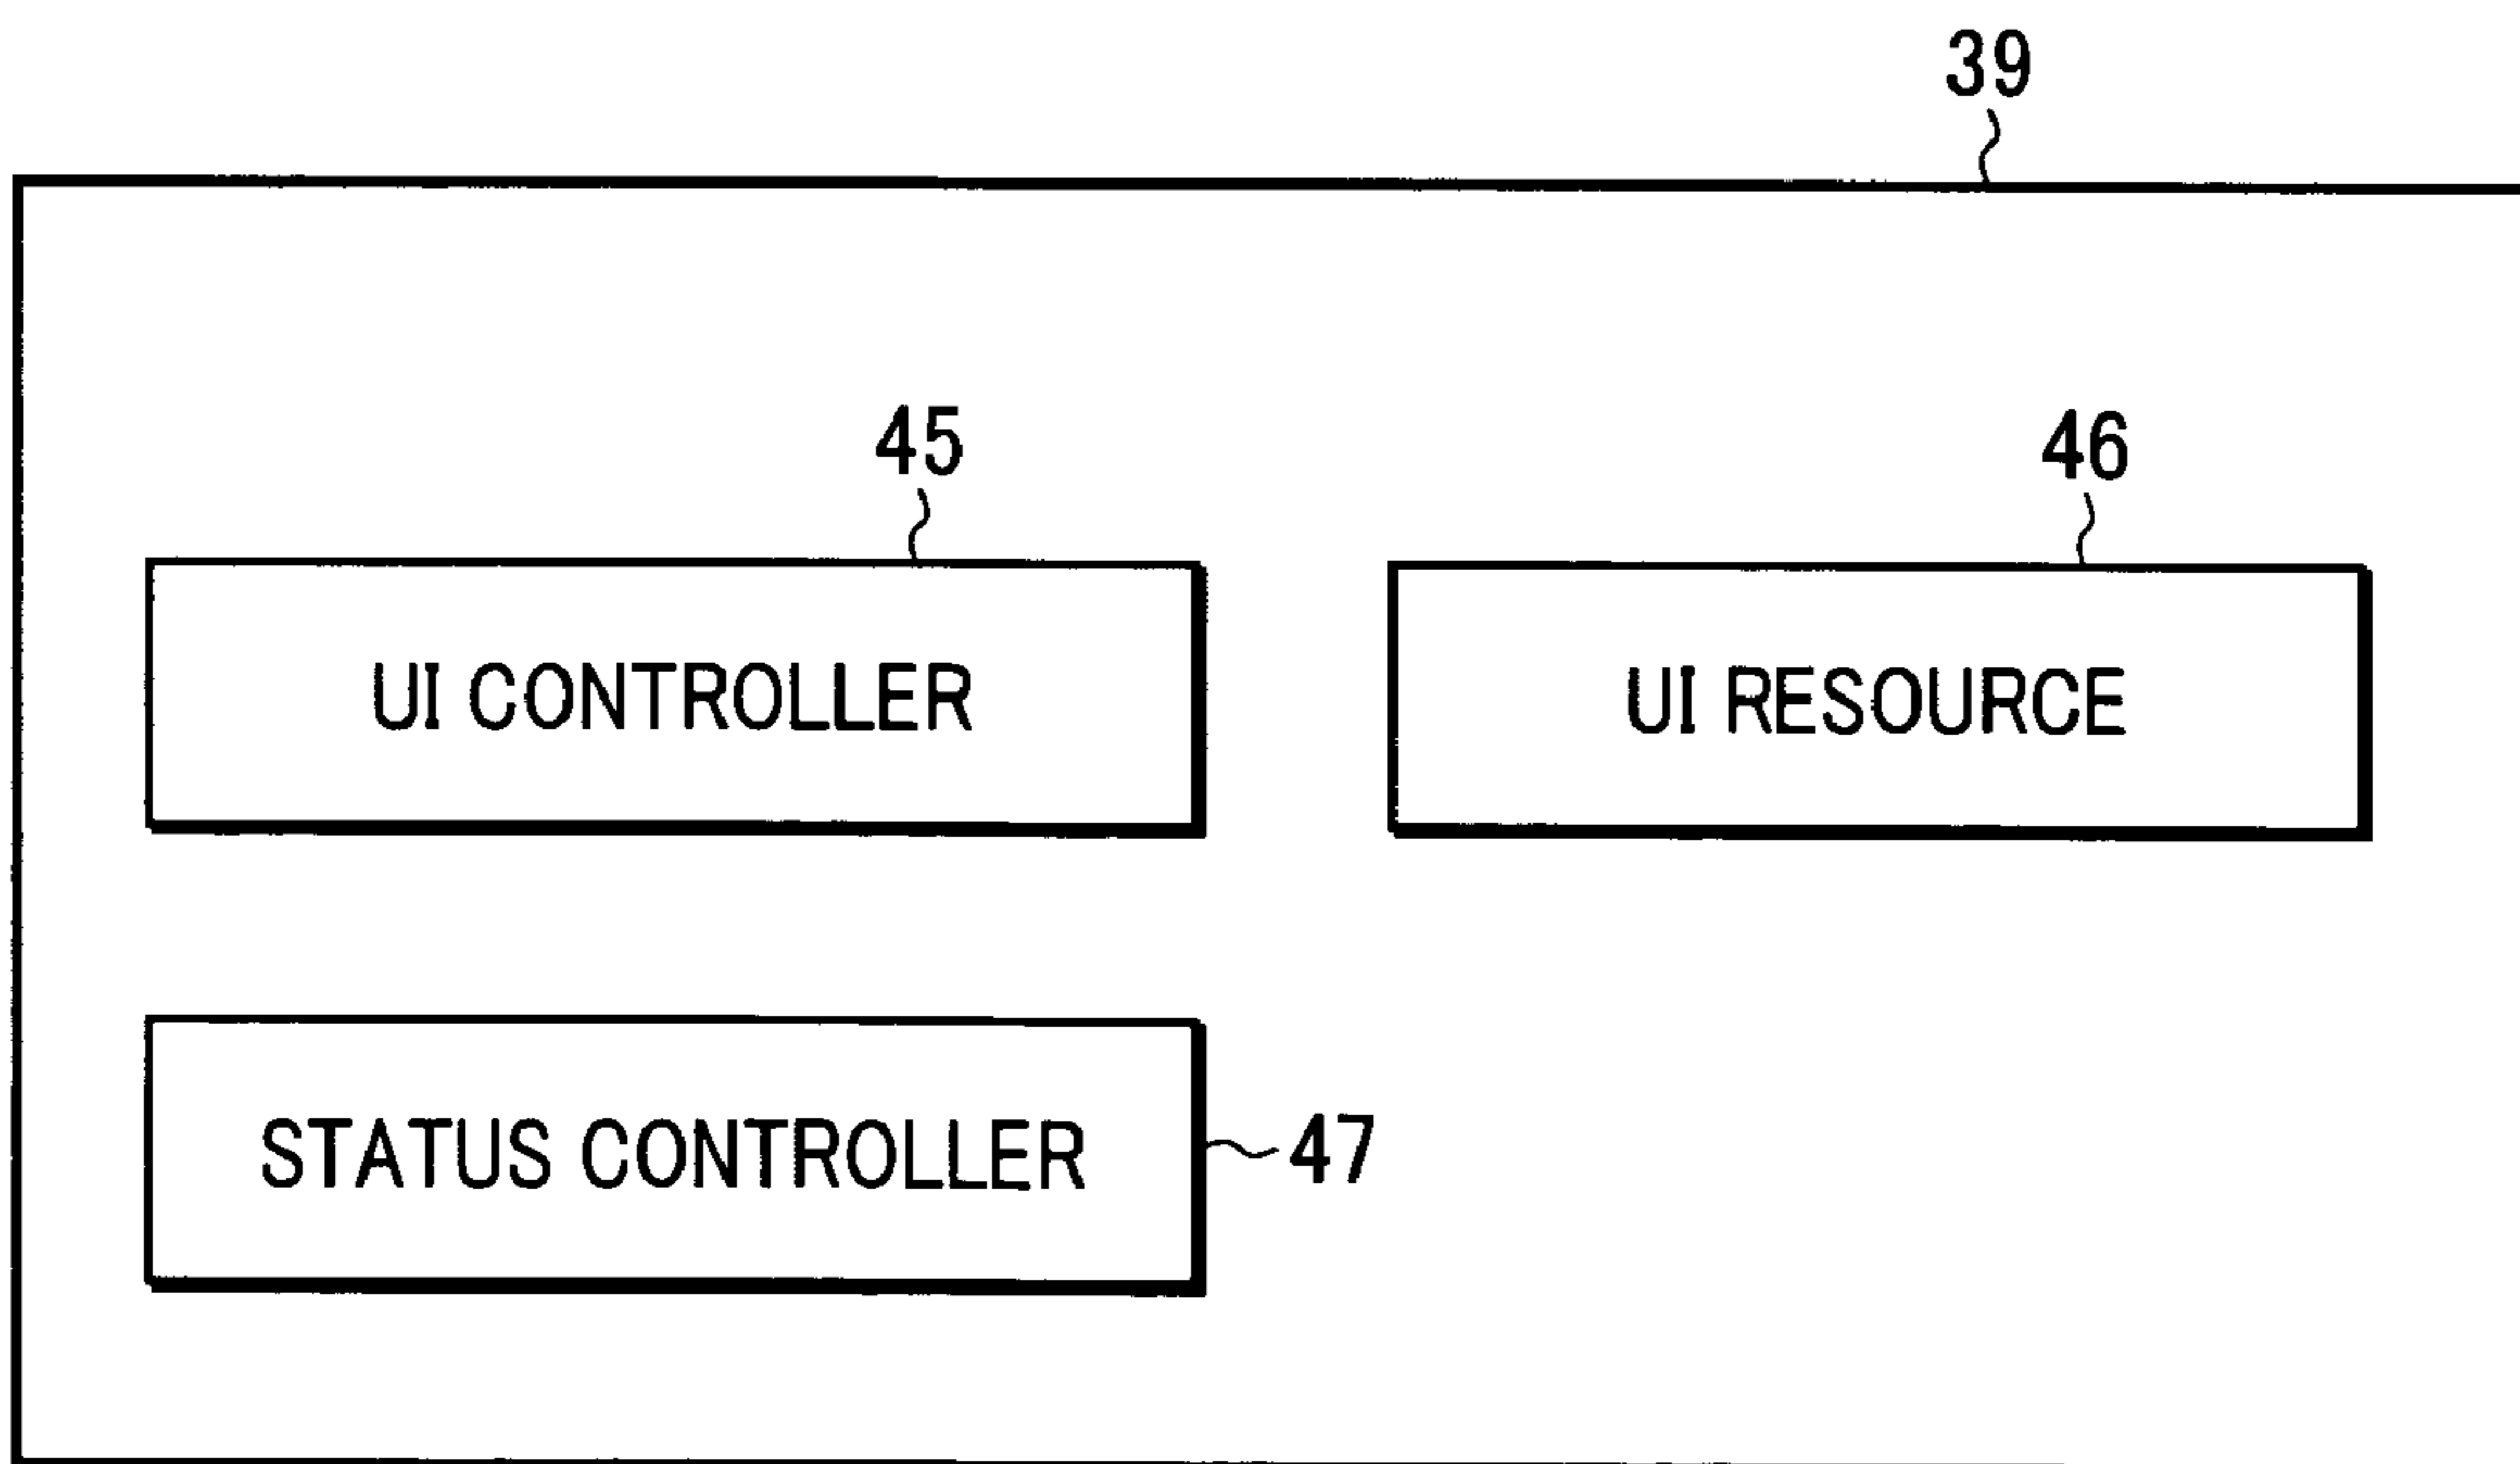 39
45
46
UI CONTROLLER
UI RESOURCE
STATUS CONTROLLER
47